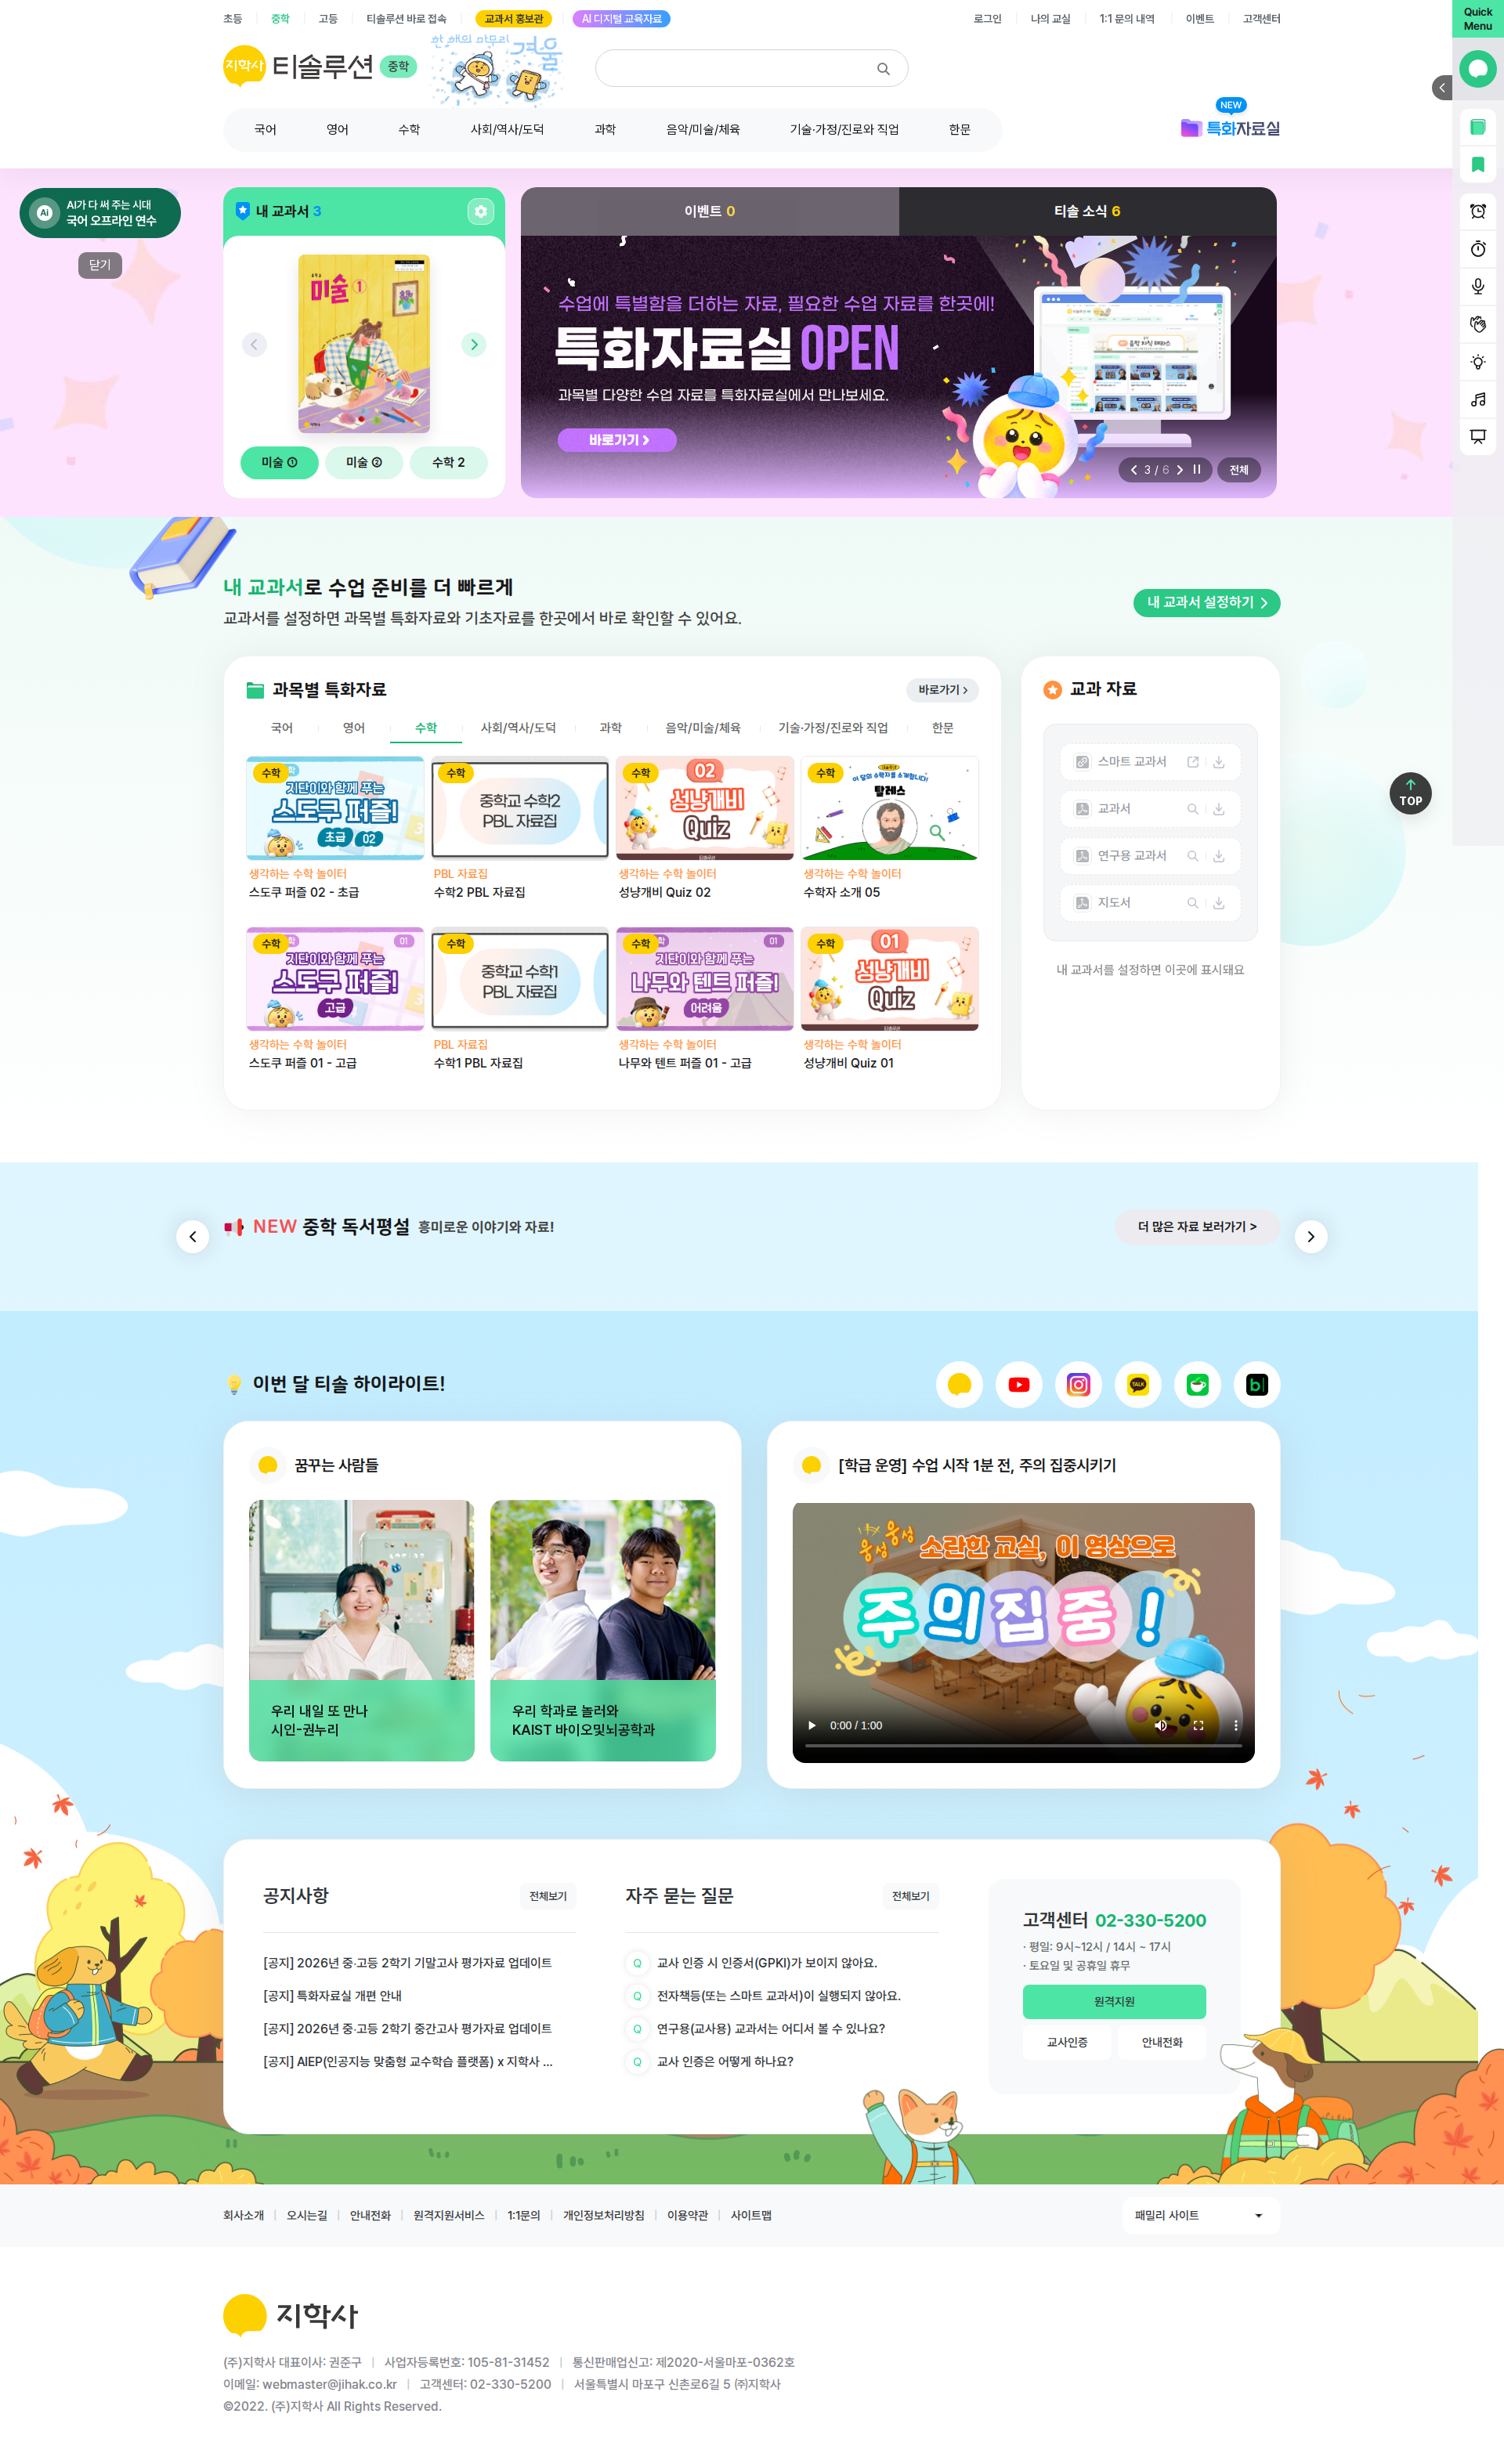 초등 중학 고등 티솔루션 바로 접속 교과서 홍보관 AI 디지털 교육자료 로그인 나의 교실 1:1 문의 내역 이벤트 고객센터
Quick
Menu
지학사 티솔루션 중학
한 해의 마무리 겨울
국어 영어 수학 사회/역사/도덕 과학 음악/미술/체육 기술·가정/진로와 직업 한문
NEW
특화자료실
AI
AI가 다 써 주는 시대
국어 오프라인 연수
닫기
내 교과서 3
미술 ①
미술 ① 미술 ② 수학 2
이벤트 0 티솔 소식 6
수업에 특별함을 더하는 자료, 필요한 수업 자료를 한곳에!
특화자료실 OPEN
과목별 다양한 수업 자료를 특화자료실에서 만나보세요.
바로가기 >
3 / 6 전체
내 교과서로 수업 준비를 더 빠르게
교과서를 설정하면 과목별 특화자료와 기초자료를 한곳에서 바로 확인할 수 있어요.
내 교과서 설정하기
과목별 특화자료
바로가기
국어 영어 수학 사회/역사/도덕 과학 음악/미술/체육 기술·가정/진로와 직업 한문
수학
지단이와 함께 푸는
스도쿠 퍼즐!
초급 02
생각하는 수학 놀이터
스도쿠 퍼즐 02 - 초급
수학
중학교 수학2
PBL 자료집
PBL 자료집
수학2 PBL 자료집
수학
02
성냥개비
Quiz
생각하는 수학 놀이터
성냥개비 Quiz 02
수학
이 달의 수학자를 소개합니다!
탈레스
생각하는 수학 놀이터
수학자 소개 05
수학
01
지단이와 함께 푸는
스도쿠 퍼즐!
고급
생각하는 수학 놀이터
스도쿠 퍼즐 01 - 고급
수학
중학교 수학1
PBL 자료집
PBL 자료집
수학1 PBL 자료집
수학
01
지단이와 함께 푸는
나무와 텐트 퍼즐!
어려움
생각하는 수학 놀이터
나무와 텐트 퍼즐 01 - 고급
수학
01
성냥개비
Quiz
생각하는 수학 놀이터
성냥개비 Quiz 01
교과 자료
스마트 교과서
교과서
연구용 교과서
지도서
내 교과서를 설정하면 이곳에 표시돼요
TOP
NEW 중학 독서평설 흥미로운 이야기와 자료!
더 많은 자료 보러가기 >
이번 달 티솔 하이라이트!
TALK
b
꿈꾸는 사람들
우리 내일 또 만나
시인-권누리
우리 학과로 놀러와
KAIST 바이오및뇌공학과
[학급 운영] 수업 시작 1분 전, 주의 집중시키기
웅성 웅성 소란한 교실, 이 영상으로
주의집중!
0:00 / 1:00
공지사항
전체보기
[공지] 2026년 중·고등 2학기 기말고사 평가자료 업데이트
[공지] 특화자료실 개편 안내
[공지] 2026년 중·고등 2학기 중간고사 평가자료 업데이트
[공지] AIEP(인공지능 맞춤형 교수학습 플랫폼) x 지학사 ...
자주 묻는 질문
전체보기
Q 교사 인증 시 인증서(GPKI)가 보이지 않아요.
Q 전자책등(또는 스마트 교과서)이 실행되지 않아요.
Q 연구용(교사용) 교과서는 어디서 볼 수 있나요?
Q 교사 인증은 어떻게 하나요?
고객센터 02-330-5200
· 평일: 9시~12시 / 14시 ~ 17시
· 토요일 및 공휴일 휴무
원격지원
교사인증 안내전화
회사소개 오시는길 안내전화 원격지원서비스 1:1문의 개인정보처리방침 이용약관 사이트맵
패밀리 사이트
지학사
(주)지학사 대표이사: 권준구 사업자등록번호: 105-81-31452 통신판매업신고: 제2020-서울마포-0362호
이메일: webmaster@jihak.co.kr 고객센터: 02-330-5200 서울특별시 마포구 신촌로6길 5 ㈜지학사
©2022. (주)지학사 All Rights Reserved.